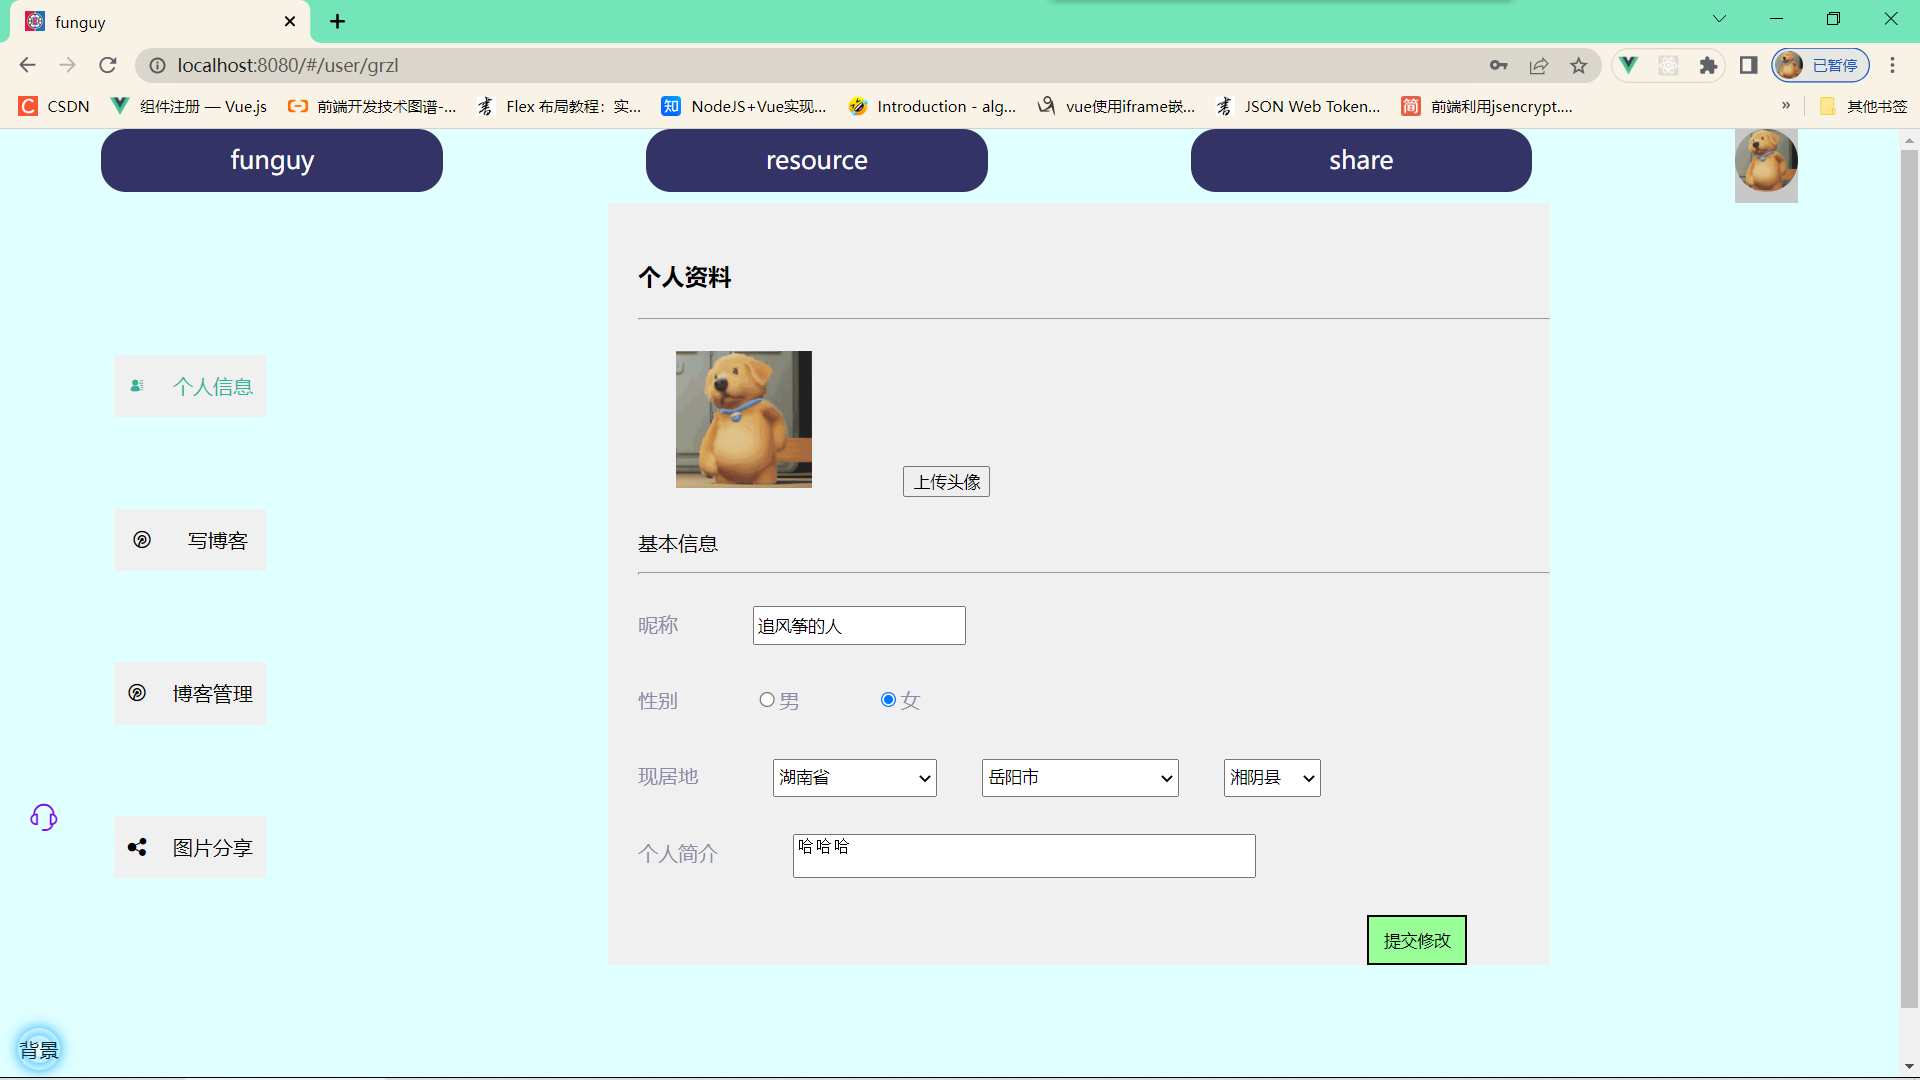 funguy
localhost:8080/#/user/grzl
已暂停
CSDN
组件注册 — Vue.js
前端开发技术图谱-...
Flex 布局教程：实...
NodeJS+Vue实现...
Introduction - alg...
vue使用iframe嵌...
JSON Web Token...
前端利用jsencrypt....
»
其他书签
funguy
resource
share
个人资料
个人信息
上传头像
写博客
基本信息
昵称
追风筝的人
博客管理
性别
男
女
现居地
湖南省
岳阳市
湘阴县
图片分享
个人简介
哈哈哈
提交修改
背景